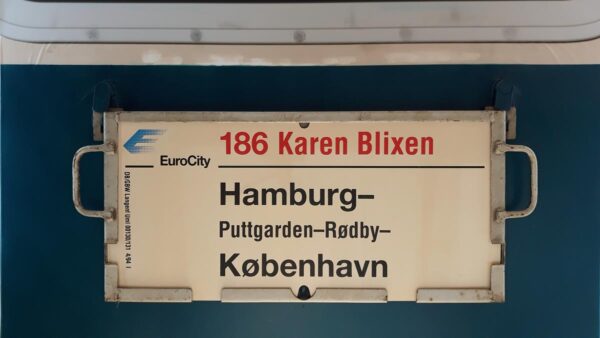 186 Karen Blixen
EuroCity
Hamburg–
Puttgarden–Rødby–
København